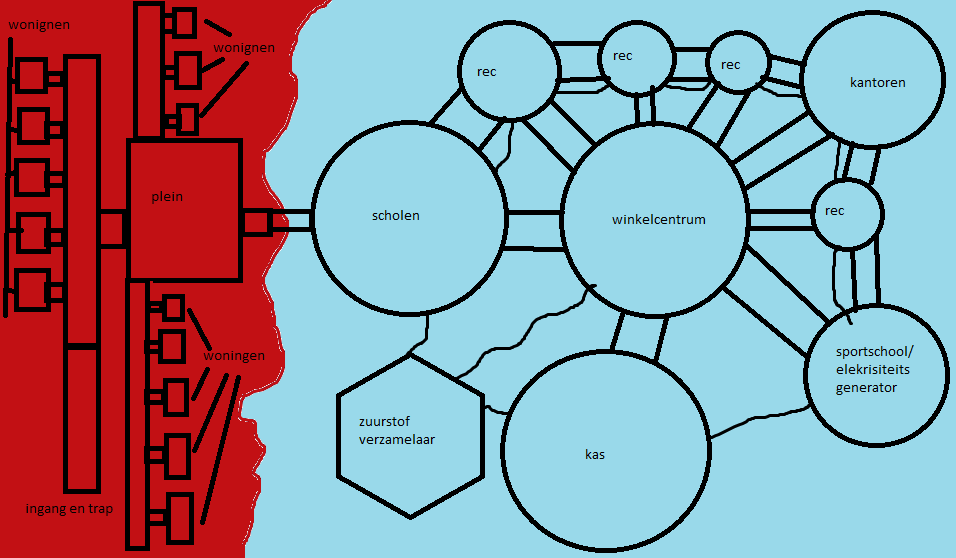 wonignen
wonignen
plein
woningen
ingang en trap
rec
rec
rec
kantoren
scholen
winkelcentrum
rec
sportschool/
elekrisiteits
generator
zuurstof
verzamelaar
kas